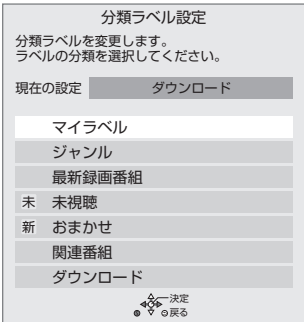 分類ラベル設定
分類ラベルを変更します。
ラベルの分類を選択してください。
現在の設定 ダウンロード
マイラベル
ジャンル
最新録画番組
未 未視聴
新 おまかせ
関連番組
ダウンロード
決定
戻る